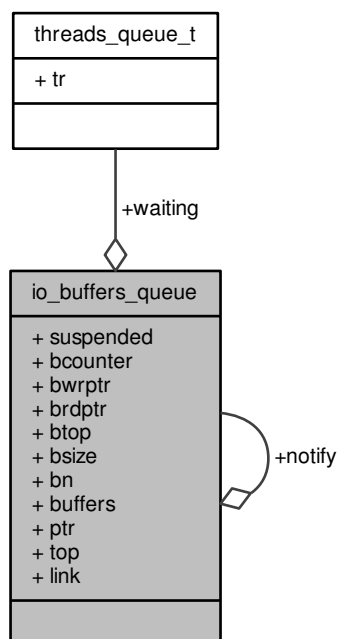 threads_queue_t
+ tr
+waiting
io_buffers_queue
+ suspended
+ bcounter
+ bwrptr
+ brdptr
+ btop
+ bsize
+ bn
+ buffers
+ ptr
+ top
+ link
+notify